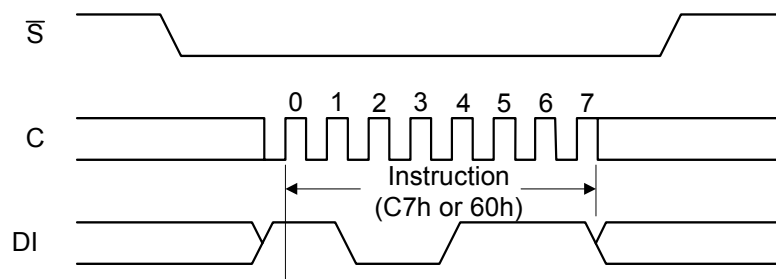 S̅
0 1 2 3 4 5 6 7
C
Instruction
(C7h or 60h)
DI